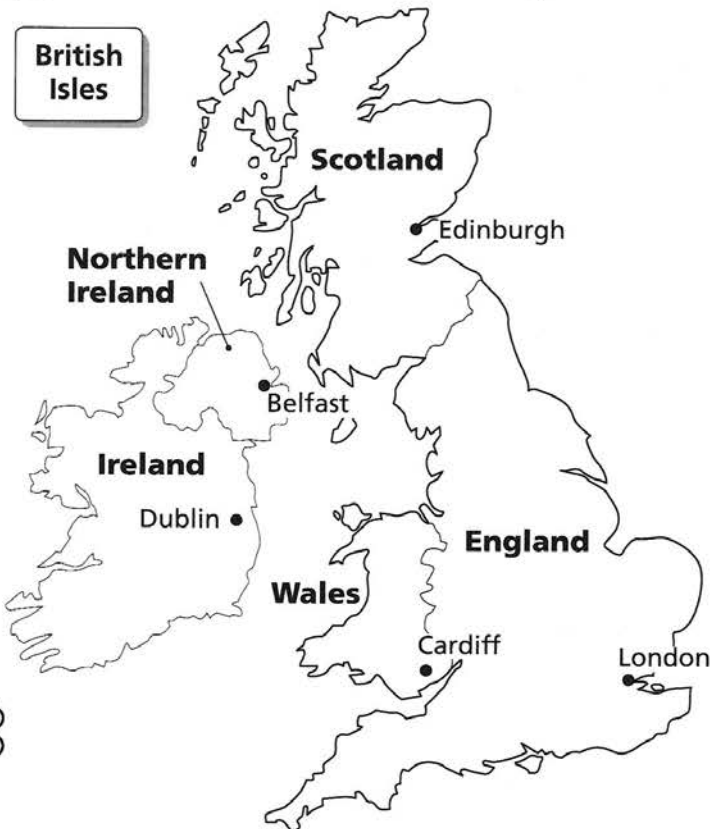 British
Isles
Scotland
Edinburgh
Northern
Ireland
Belfast
Ireland
Dublin
England
Wales
Cardiff
London